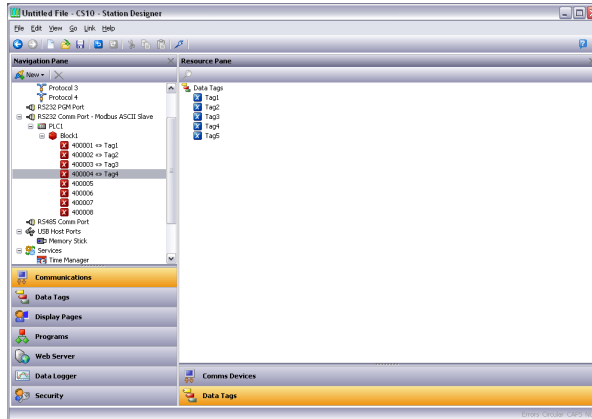 Untitled File - CS10 - Station Designer
File Edit View Go Link Help
Navigation Pane
New
Protocol 3
Protocol 4
RS232 PGM Port
RS232 Comm Port - Modbus ASCII Slave
PLC1
Block1
400001 <=> Tag1
400002 <=> Tag2
400003 <=> Tag3
400004 <=> Tag4
400005
400006
400007
400008
RS485 Comm Port
USB Host Ports
Memory Stick
Services
Time Manager
Communications
Data Tags
Display Pages
Programs
Web Server
Data Logger
Security
Resource Pane
Data Tags
Tag1
Tag2
Tag3
Tag4
Tag5
Comms Devices
Data Tags
Errors Circular CAPS